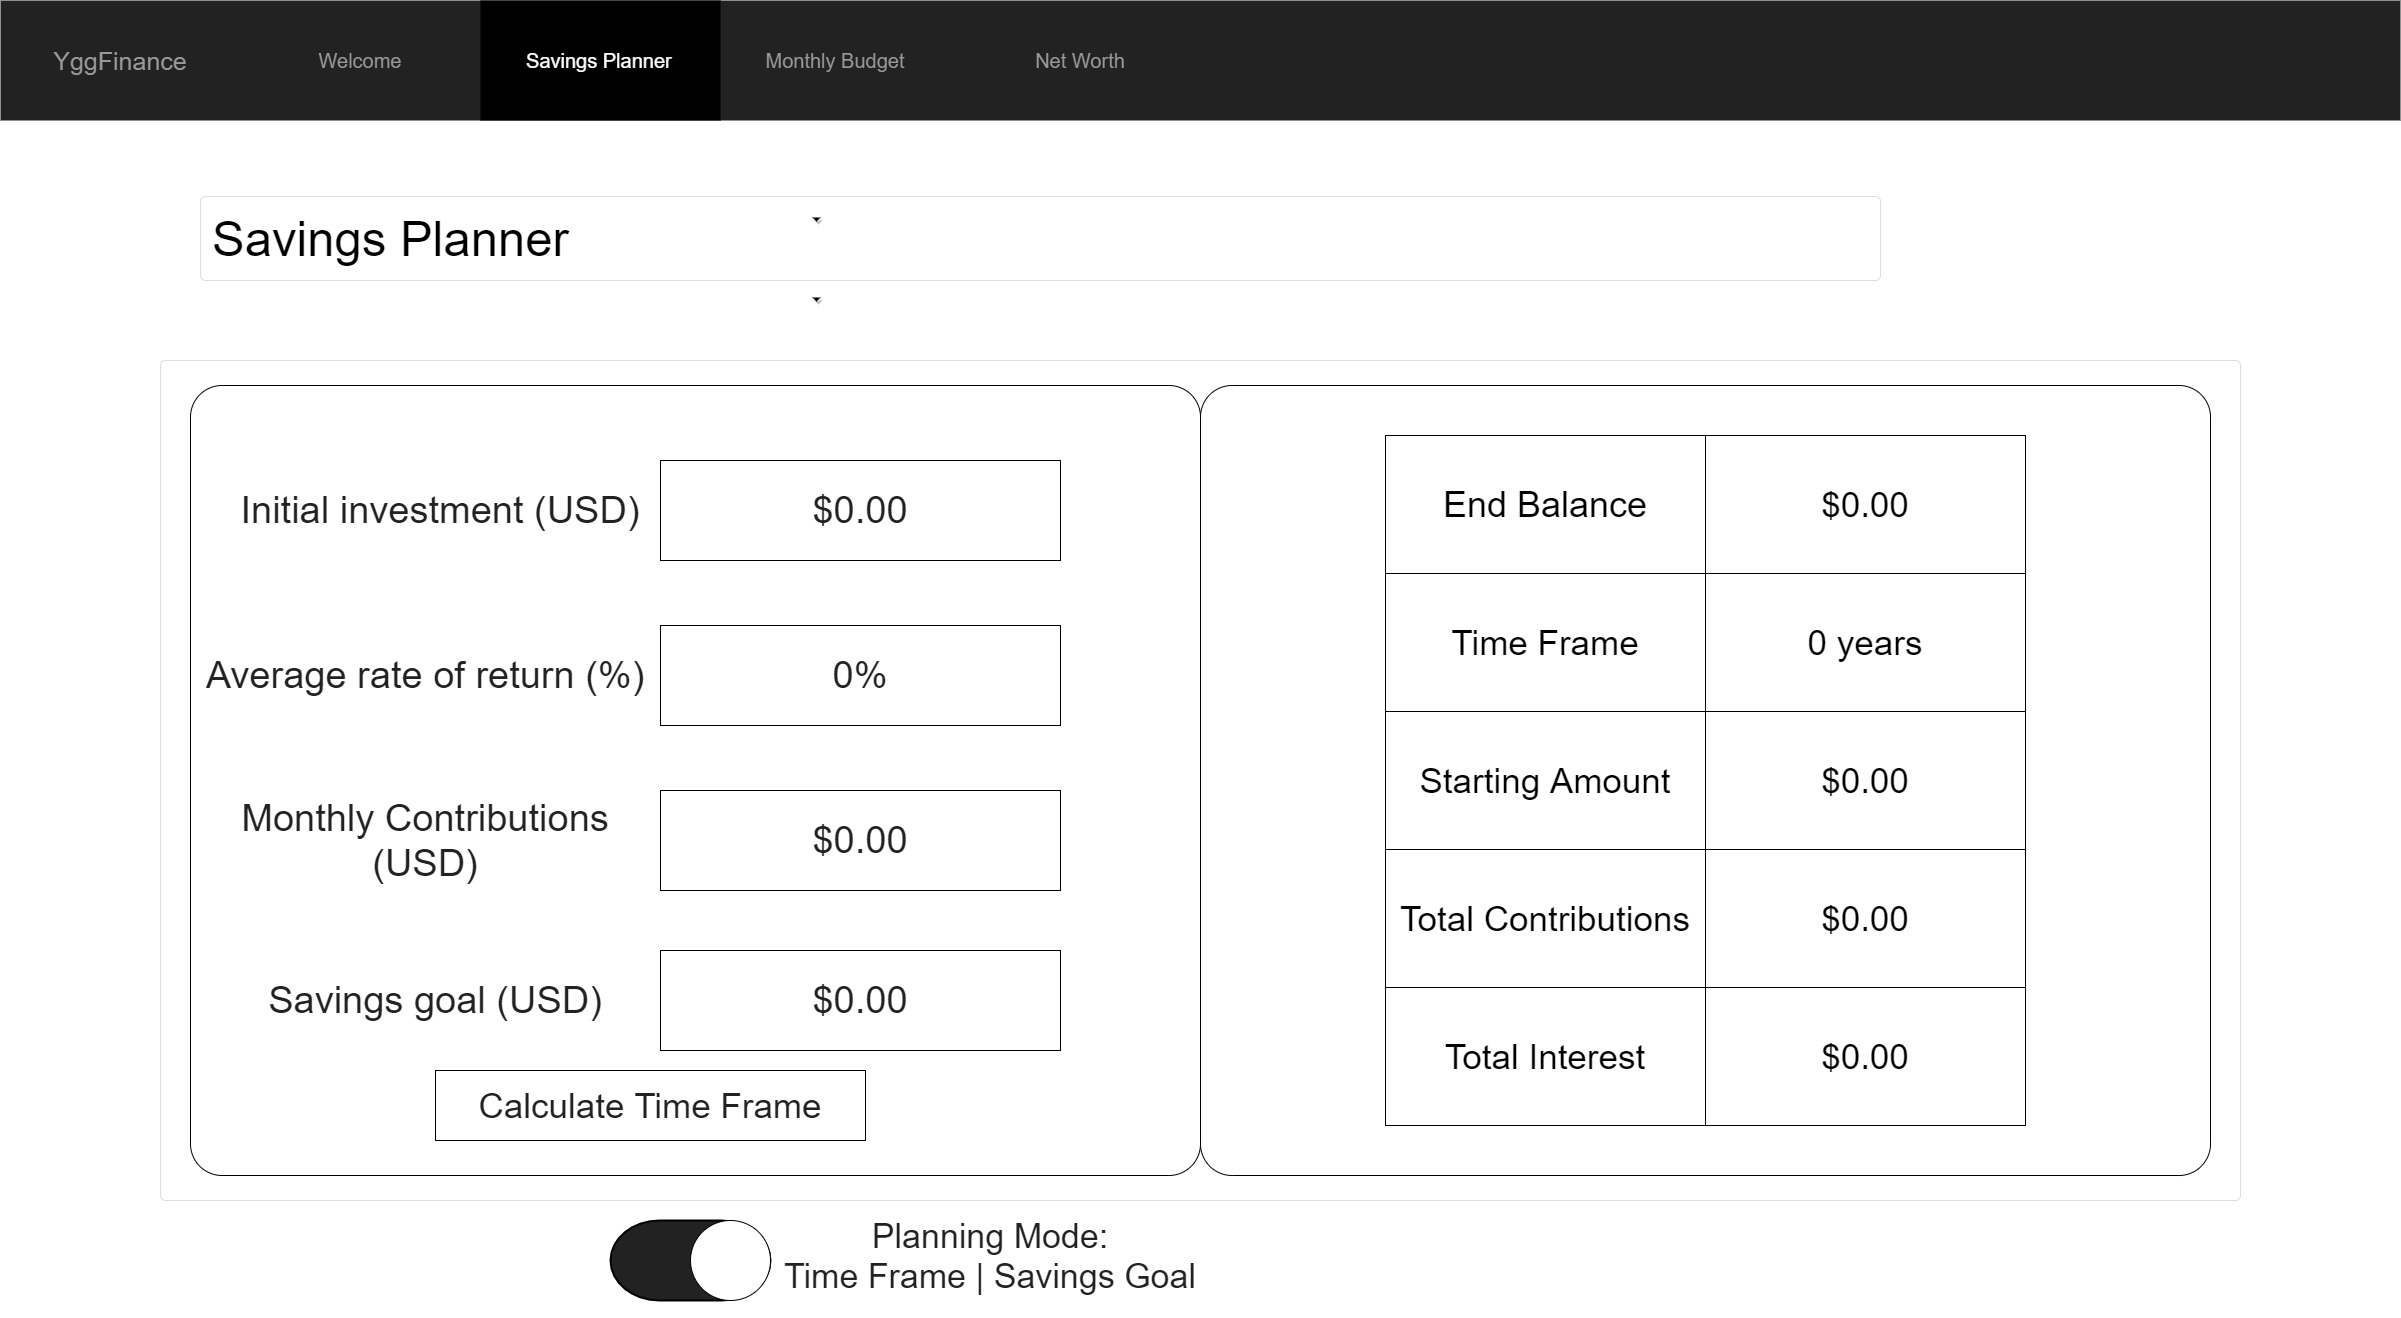 YggFinance
Welcome
Savings Planner
Monthly Budget
Net Worth
Savings Planner
Initial investment (USD)
$0.00
Average rate of return (%)
0%
Monthly Contributions
(USD)
$0.00
Savings goal (USD)
$0.00
Calculate Time Frame
End Balance
$0.00
Time Frame
0 years
Starting Amount
$0.00
Total Contributions
$0.00
Total Interest
$0.00
Planning Mode:
Time Frame | Savings Goal